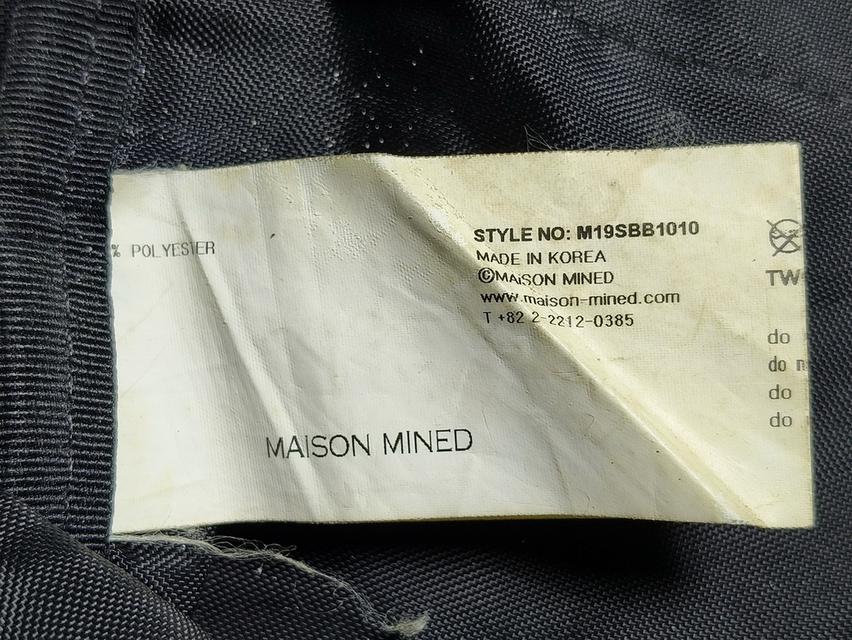 % POLYESTER
STYLE NO: M19SBB1010
MADE IN KOREA
©MAISON MINED
www.maison-mined.com
T +82 2-2212-0385
MAISON MINED
TW
do
do n
do
do